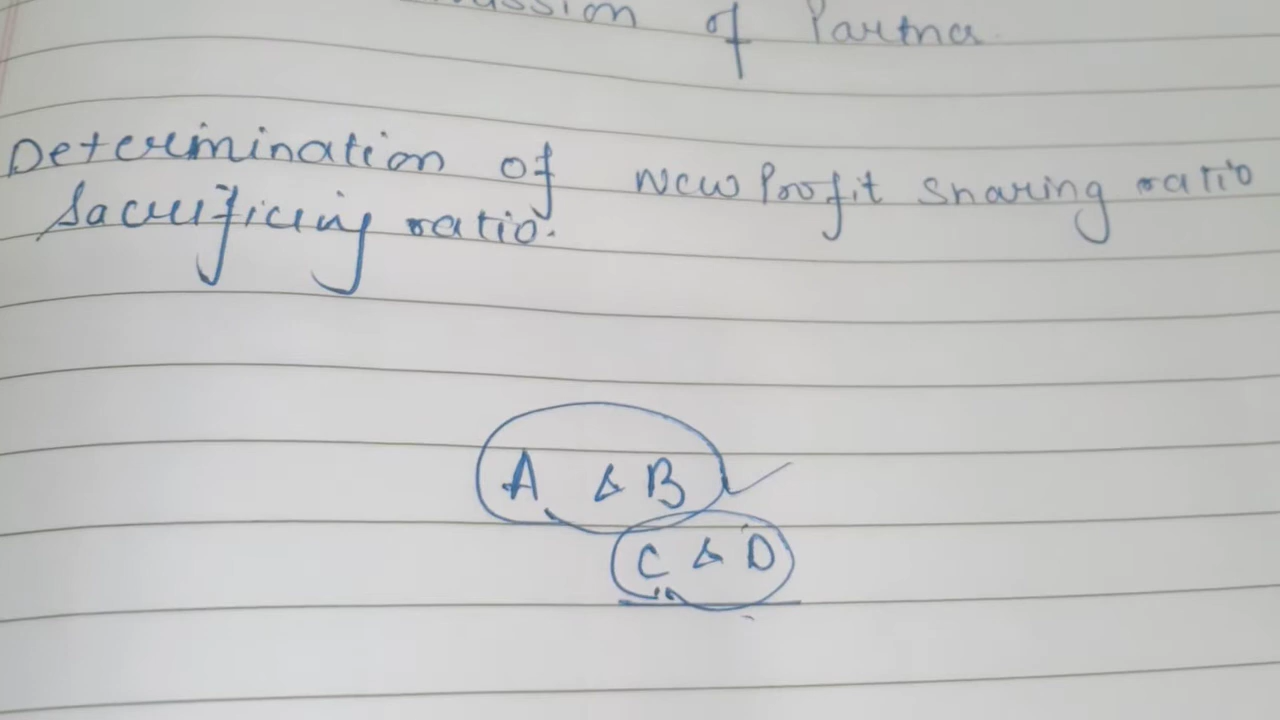 of Partner
Determination of New Profit Sharing ratio
Sacrificing ratio.
A & B
C & D